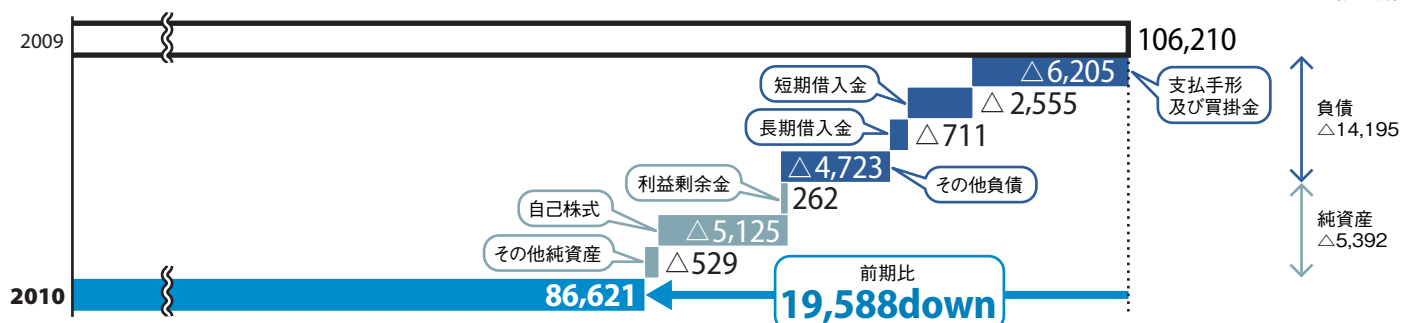 2009
106,210
△6,205
支払手形
及び買掛金
短期借入金
△2,555
長期借入金
△711
△4,723
その他負債
利益剰余金
262
自己株式
△5,125
その他純資産
△529
負債
△14,195
純資産
△5,392
2010
86,621
前期比
19,588down